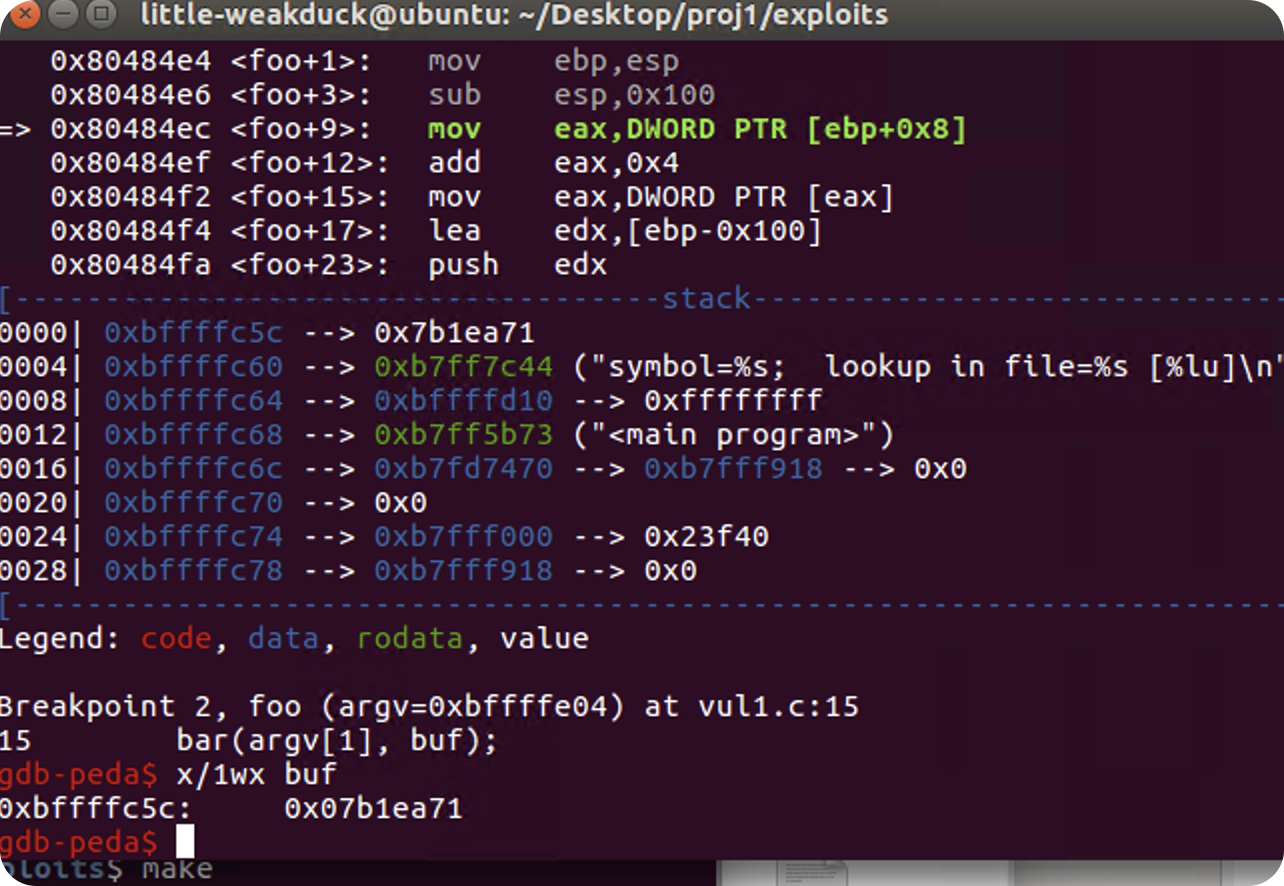 little-weakduck@ubuntu: ~/Desktop/proj1/exploits
0x80484e4 <foo+1>: mov ebp,esp
0x80484e6 <foo+3>: sub esp,0x100
=> 0x80484ec <foo+9>: mov eax,DWORD PTR [ebp+0x8]
0x80484ef <foo+12>: add eax,0x4
0x80484f2 <foo+15>: mov eax,DWORD PTR [eax]
0x80484f4 <foo+17>: lea edx,[ebp-0x100]
0x80484fa <foo+23>: push edx
[------------------------------------stack-----------------------------
0000| 0xbffffc5c --> 0x7b1ea71
0004| 0xbffffc60 --> 0xb7ff7c44 ("symbol=%s;  lookup in file=%s [%lu]\n"
0008| 0xbffffc64 --> 0xbffffd10 --> 0xffffffff
0012| 0xbffffc68 --> 0xb7ff5b73 ("<main program>")
0016| 0xbffffc6c --> 0xb7fd7470 --> 0xb7fff918 --> 0x0
0020| 0xbffffc70 --> 0x0
0024| 0xbffffc74 --> 0xb7fff000 --> 0x23f40
0028| 0xbffffc78 --> 0xb7fff918 --> 0x0
[----------------------------------------------------------------------
Legend: code, data, rodata, value
Breakpoint 2, foo (argv=0xbffffe04) at vul1.c:15
15 bar(argv[1], buf);
gdb-peda$ x/1wx buf
0xbffffc5c: 0x07b1ea71
gdb-peda$
ploits$ make